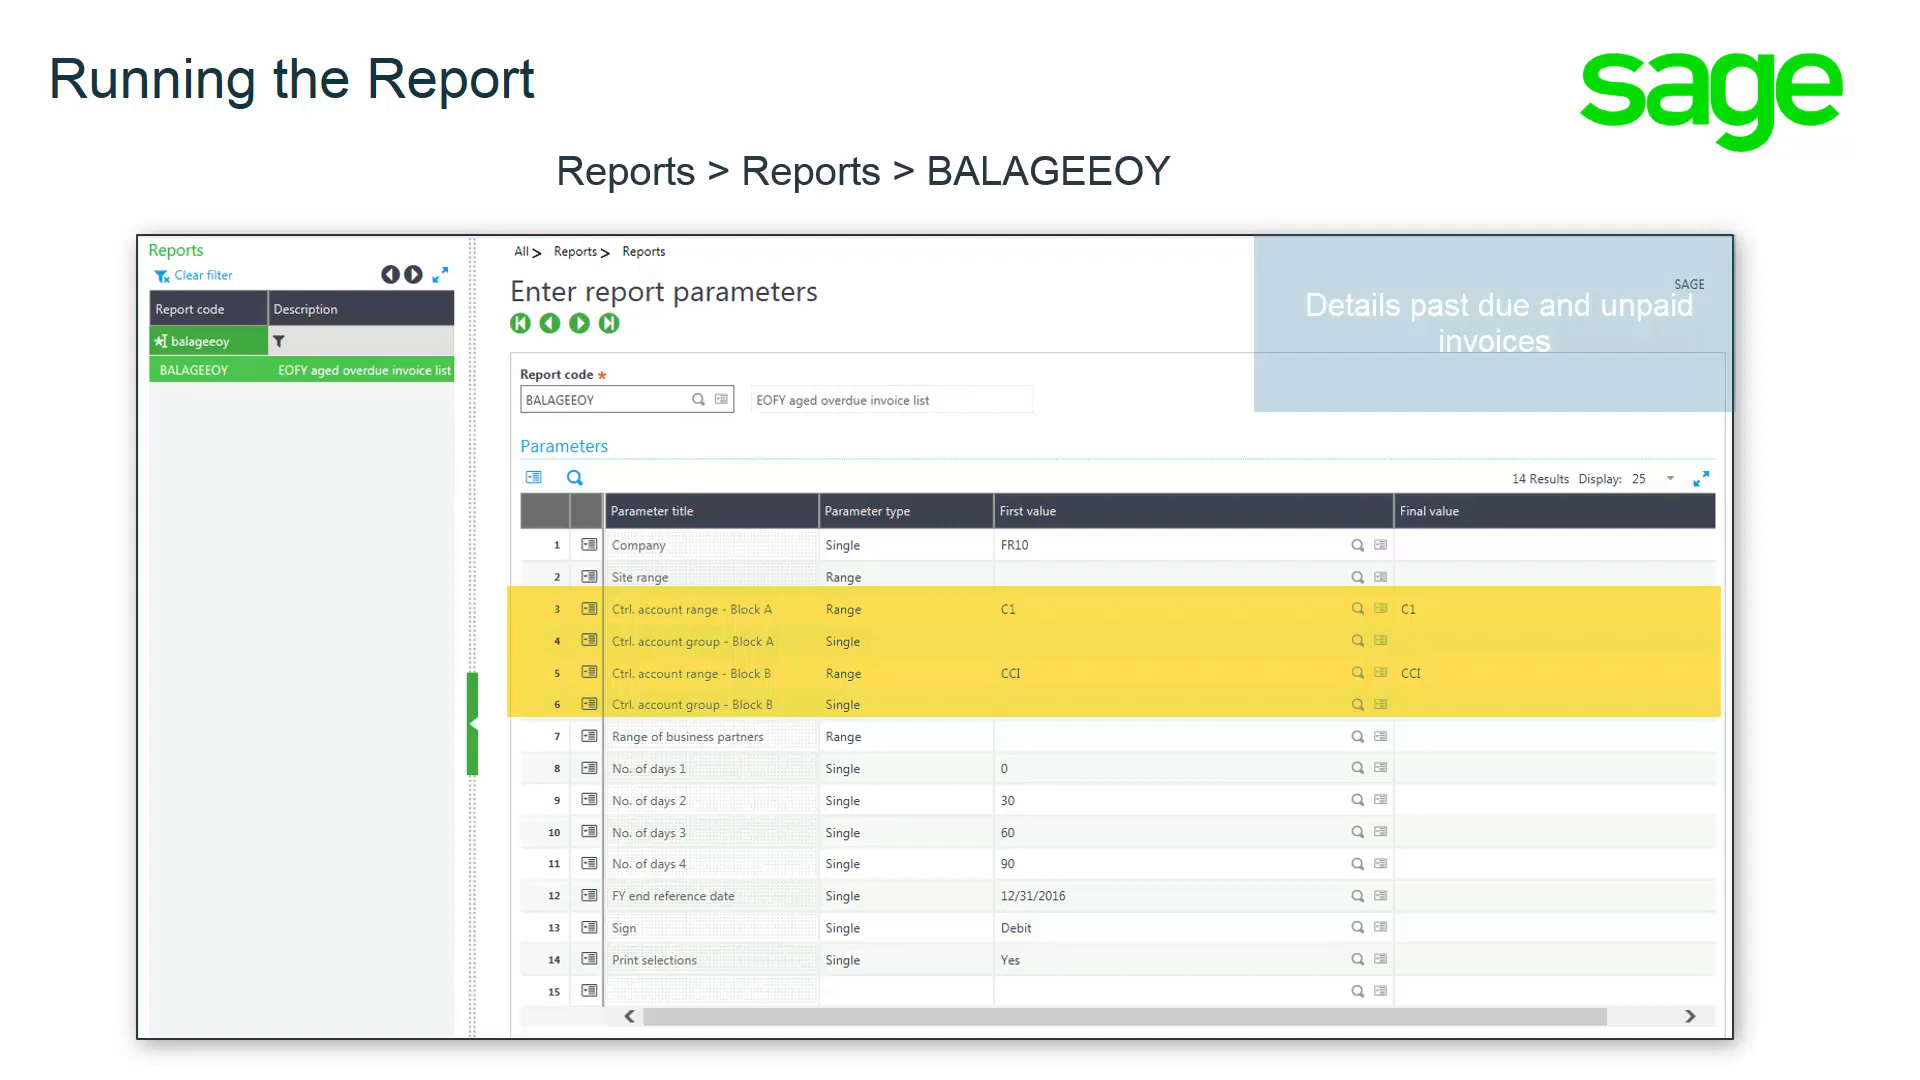 Running the Report
sage
Reports > Reports > BALAGEEOY
Reports
Clear filter
Report code Description
balageeoy
BALAGEEOY EOFY aged overdue invoice list
All > Reports > Reports
SAGE
Enter report parameters
Details past due and unpaid
invoices
Report code *
BALAGEEOY EOFY aged overdue invoice list
Parameters
14 Results Display: 25
Parameter title Parameter type First value Final value
1 Company Single FR10
2 Site range Range
3 Ctrl. account range - Block A Range C1 C1
4 Ctrl. account group - Block A Single
5 Ctrl. account range - Block B Range CCI CCI
6 Ctrl. account group - Block B Single
7 Range of business partners Range
8 No. of days 1 Single 0
9 No. of days 2 Single 30
10 No. of days 3 Single 60
11 No. of days 4 Single 90
12 FY end reference date Single 12/31/2016
13 Sign Single Debit
14 Print selections Single Yes
15